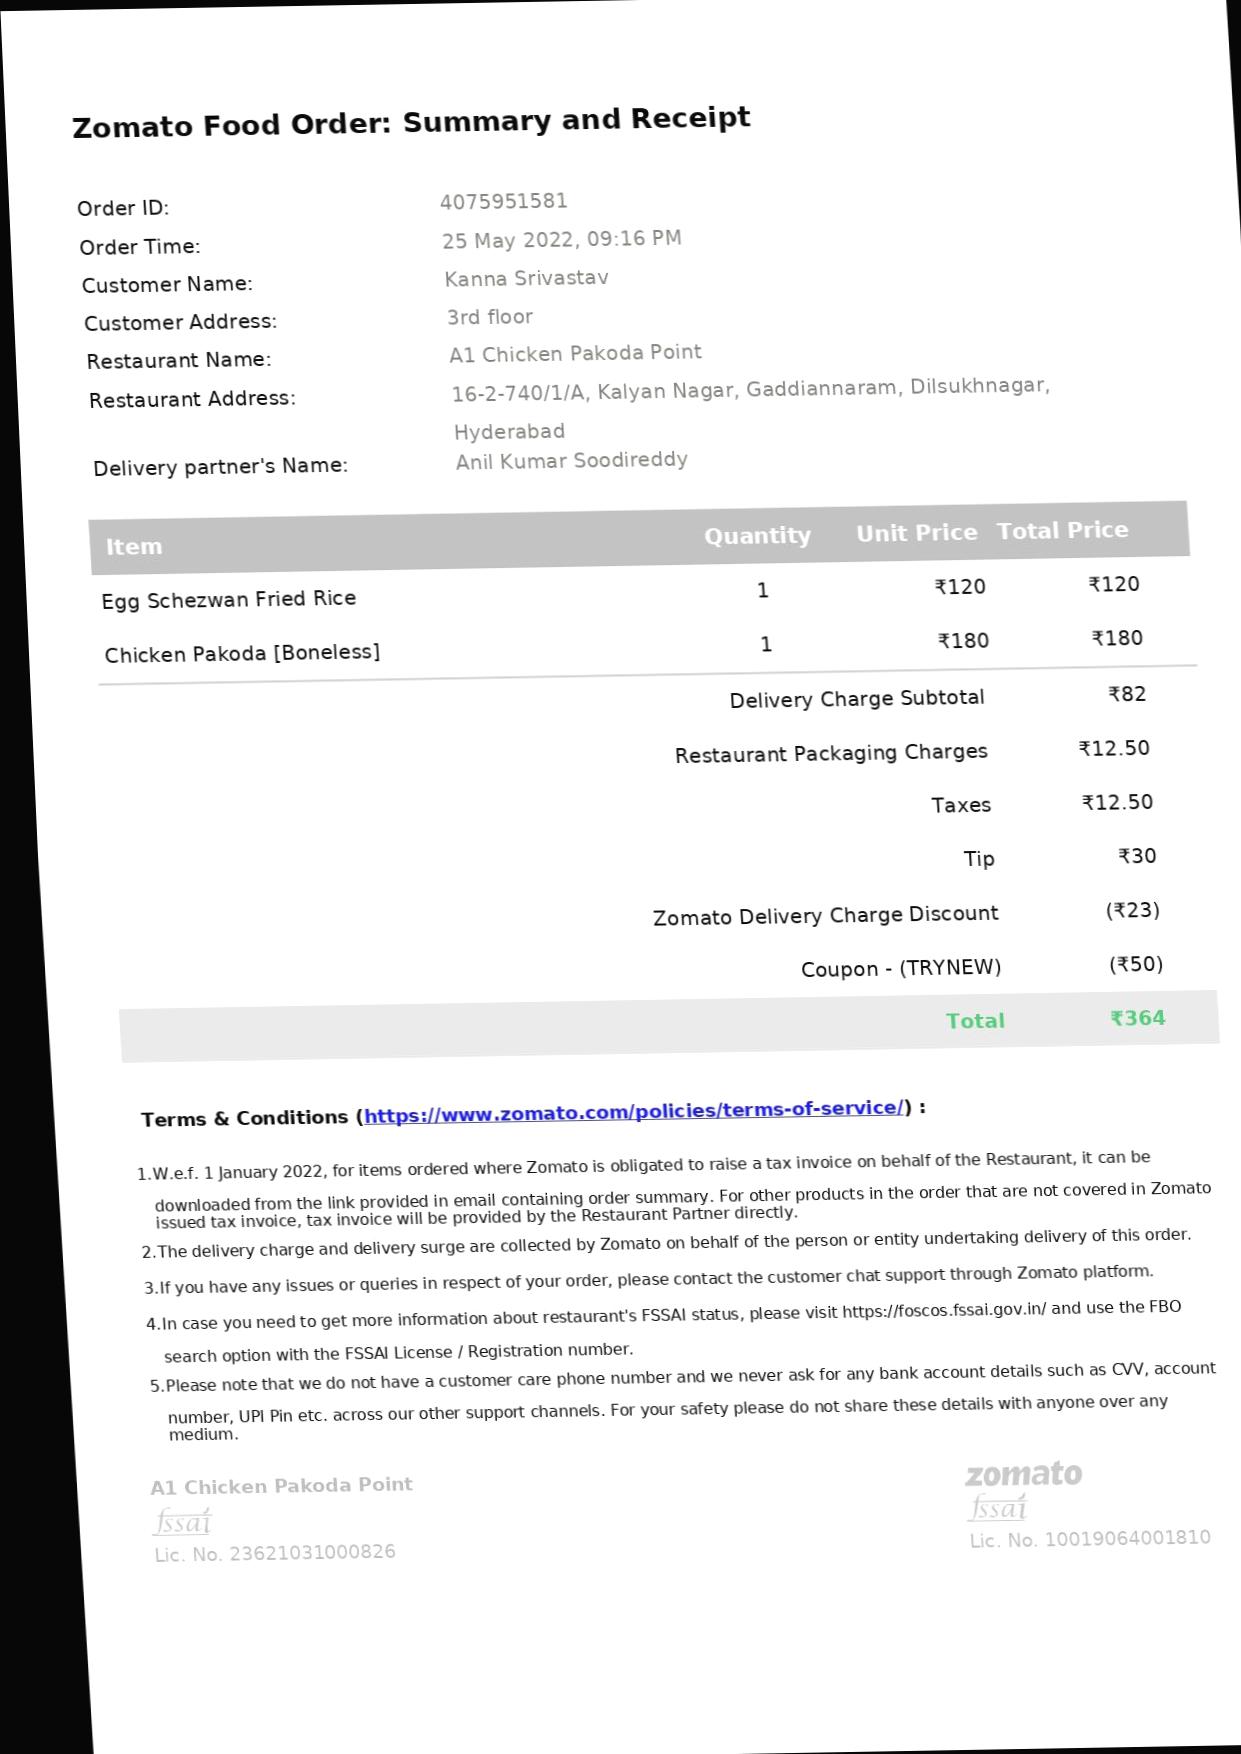 Zomato Food Order: Summary and Receipt
Order ID: 4075951581
Order Time: 25 May 2022, 09:16 PM
Customer Name: Kanna Srivastav
Customer Address: 3rd floor
Restaurant Name: A1 Chicken Pakoda Point
Restaurant Address: 16-2-740/1/A, Kalyan Nagar, Gaddiannaram, Dilsukhnagar,
Hyderabad
Delivery partner's Name: Anil Kumar Soodireddy
Item Quantity Unit Price Total Price
Egg Schezwan Fried Rice 1 ₹120 ₹120
Chicken Pakoda [Boneless] 1 ₹180 ₹180
Delivery Charge Subtotal ₹82
Restaurant Packaging Charges ₹12.50
Taxes ₹12.50
Tip ₹30
Zomato Delivery Charge Discount (₹23)
Coupon - (TRYNEW) (₹50)
Total ₹364
Terms & Conditions (https://www.zomato.com/policies/terms-of-service/) :
1.W.e.f. 1 January 2022, for items ordered where Zomato is obligated to raise a tax invoice on behalf of the Restaurant, it can be
downloaded from the link provided in email containing order summary. For other products in the order that are not covered in Zomato
issued tax invoice, tax invoice will be provided by the Restaurant Partner directly.
2.The delivery charge and delivery surge are collected by Zomato on behalf of the person or entity undertaking delivery of this order.
3.If you have any issues or queries in respect of your order, please contact the customer chat support through Zomato platform.
4.In case you need to get more information about restaurant's FSSAI status, please visit https://foscos.fssai.gov.in/ and use the FBO
search option with the FSSAI License / Registration number.
5.Please note that we do not have a customer care phone number and we never ask for any bank account details such as CVV, account
number, UPI Pin etc. across our other support channels. For your safety please do not share these details with anyone over any
medium.
A1 Chicken Pakoda Point zomato
fssai fssai
Lic. No. 23621031000826 Lic. No. 10019064001810